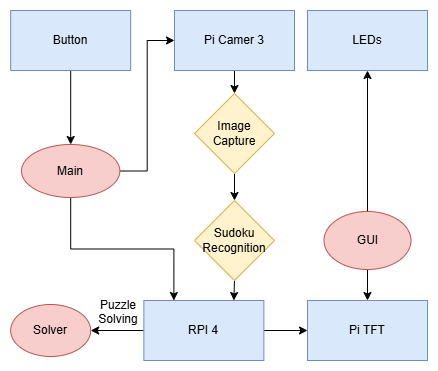 Button
Pi Camer 3
LEDs
Image
Capture
Main
Sudoku
Recognition
GUI
Puzzle
Solving
Solver
RPI 4
Pi TFT